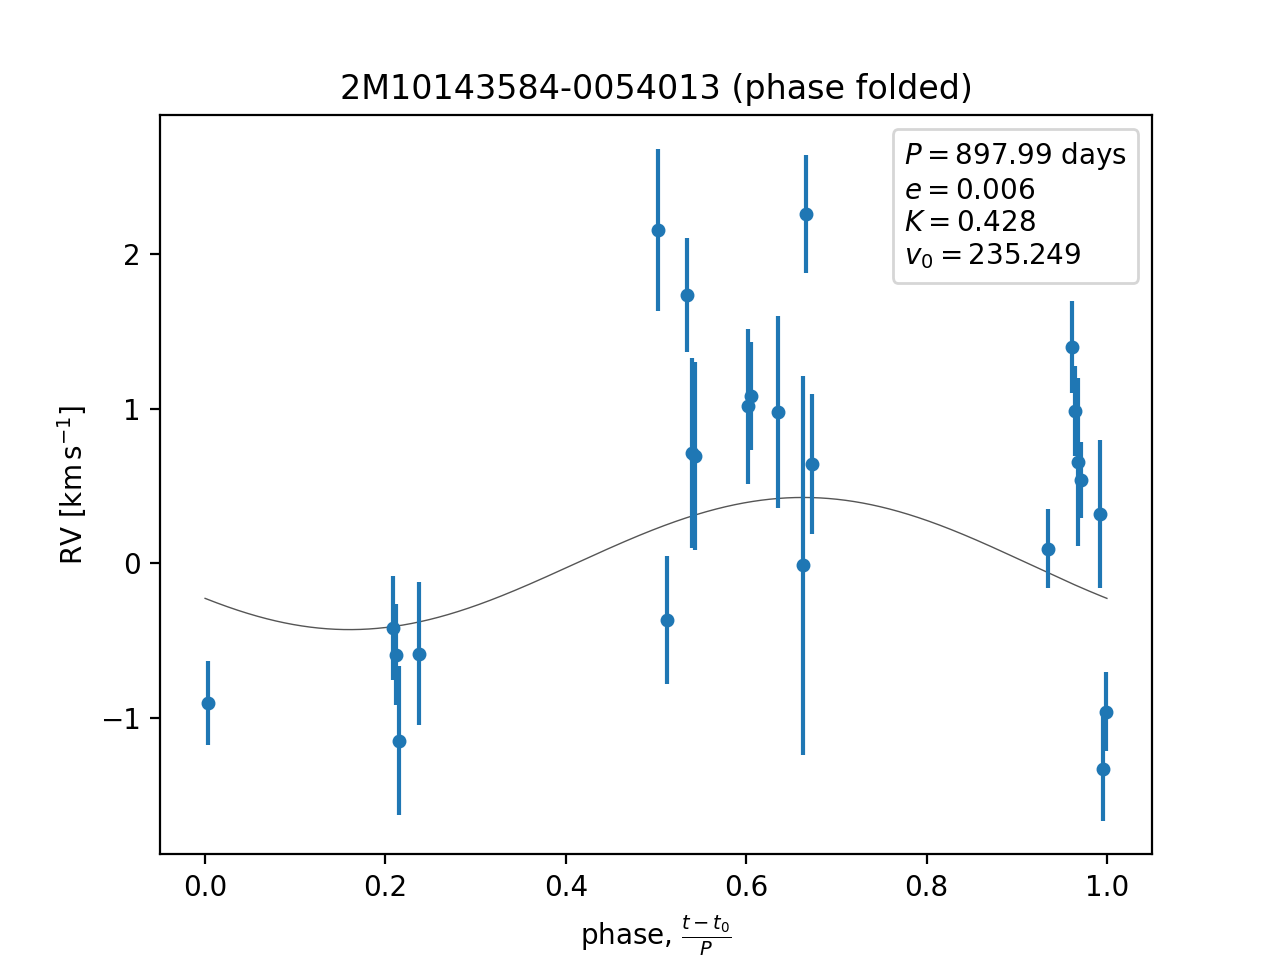 2M10143584-0054013 (phase folded)
P = 897.99 days
e = 0.006
K = 0.428
v₀ = 235.249
RV [km s⁻¹]
2
1
0
−1
0.0 0.2 0.4 0.6 0.8 1.0
phase, (t − t₀)/P